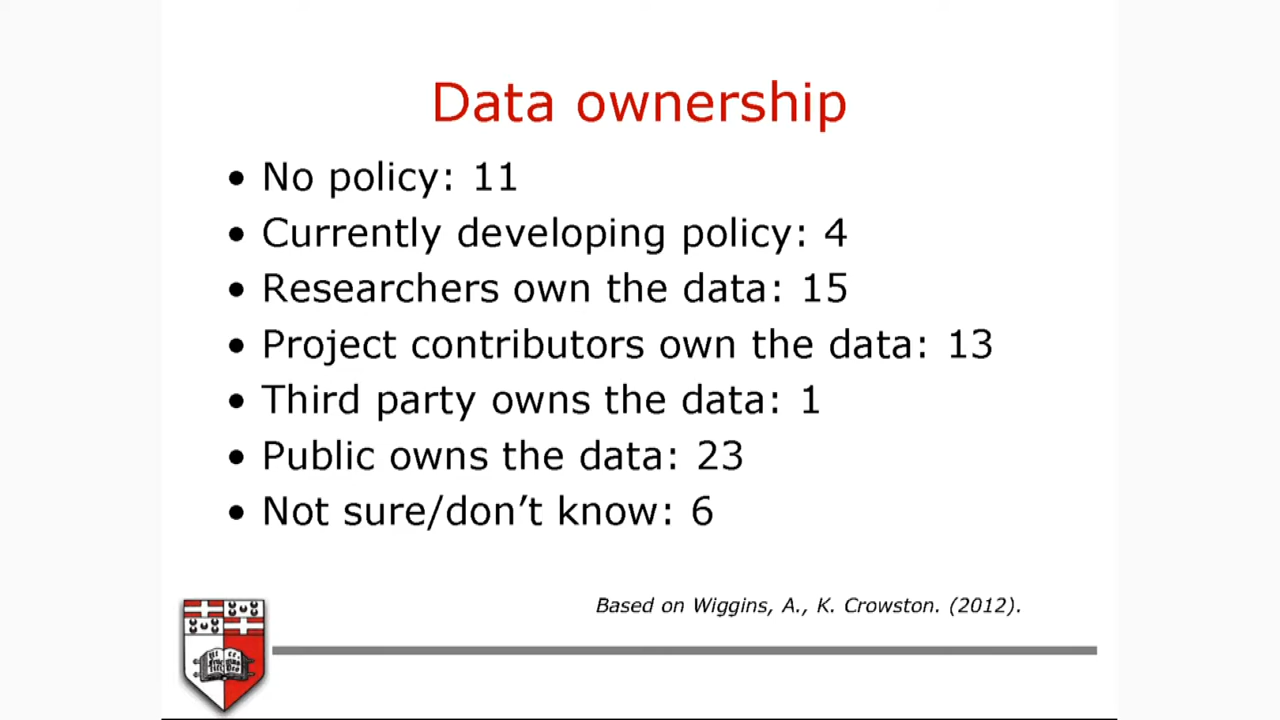 Data ownership
• No policy: 11
• Currently developing policy: 4
• Researchers own the data: 15
• Project contributors own the data: 13
• Third party owns the data: 1
• Public owns the data: 23
• Not sure/don’t know: 6
Based on Wiggins, A., K. Crowston. (2012).